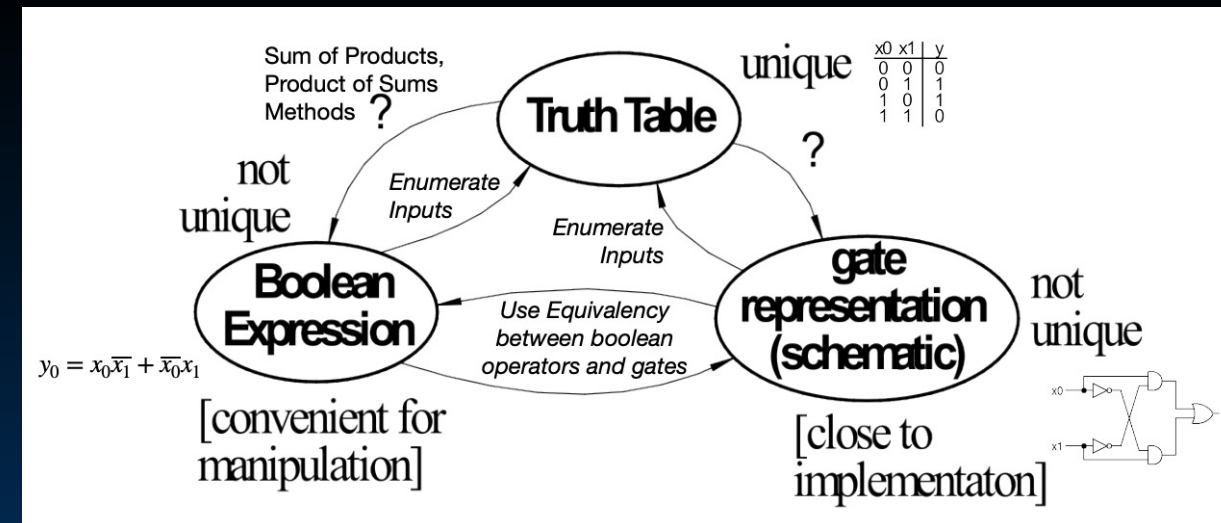 Sum of Products,
Product of Sums
Methods ?
unique
x0 x1 | y
0 0 | 0
0 1 | 1
1 0 | 1
1 1 | 0
Truth Table
?
not
unique
Enumerate
Inputs
Enumerate
Inputs
Boolean
Expression
gate
representation
(schematic)
not
unique
Use Equivalency
between boolean
operators and gates
y₀ = x₀x̅₁ + x̅₀x₁
[convenient for
manipulation]
[close to
implementaton]
x0
x1